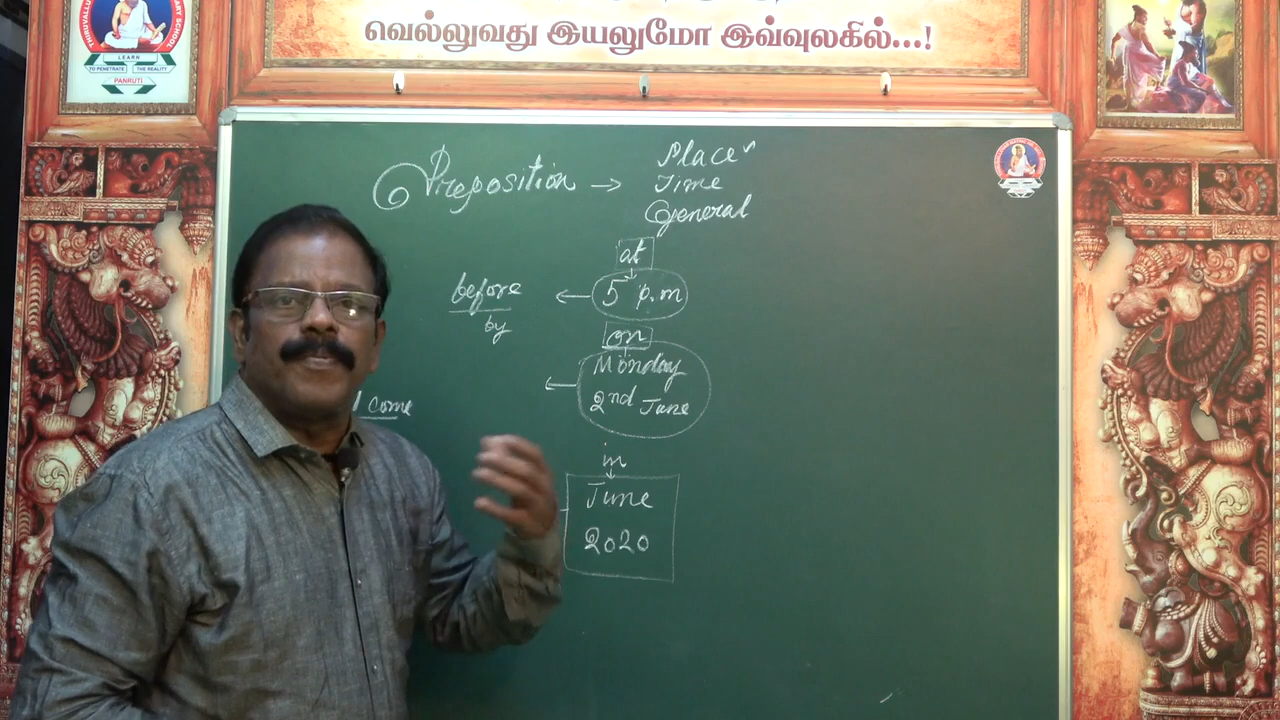 வெல்லுவது இயலுமோ இவ்வுலகில்...!
LEARN
TO PENETRATE THE REALITY
PANRUTI
Preposition → Place
Time
General
at
before ← 5 p.m
by
on
← Monday
2nd June
I come
in
June
2020